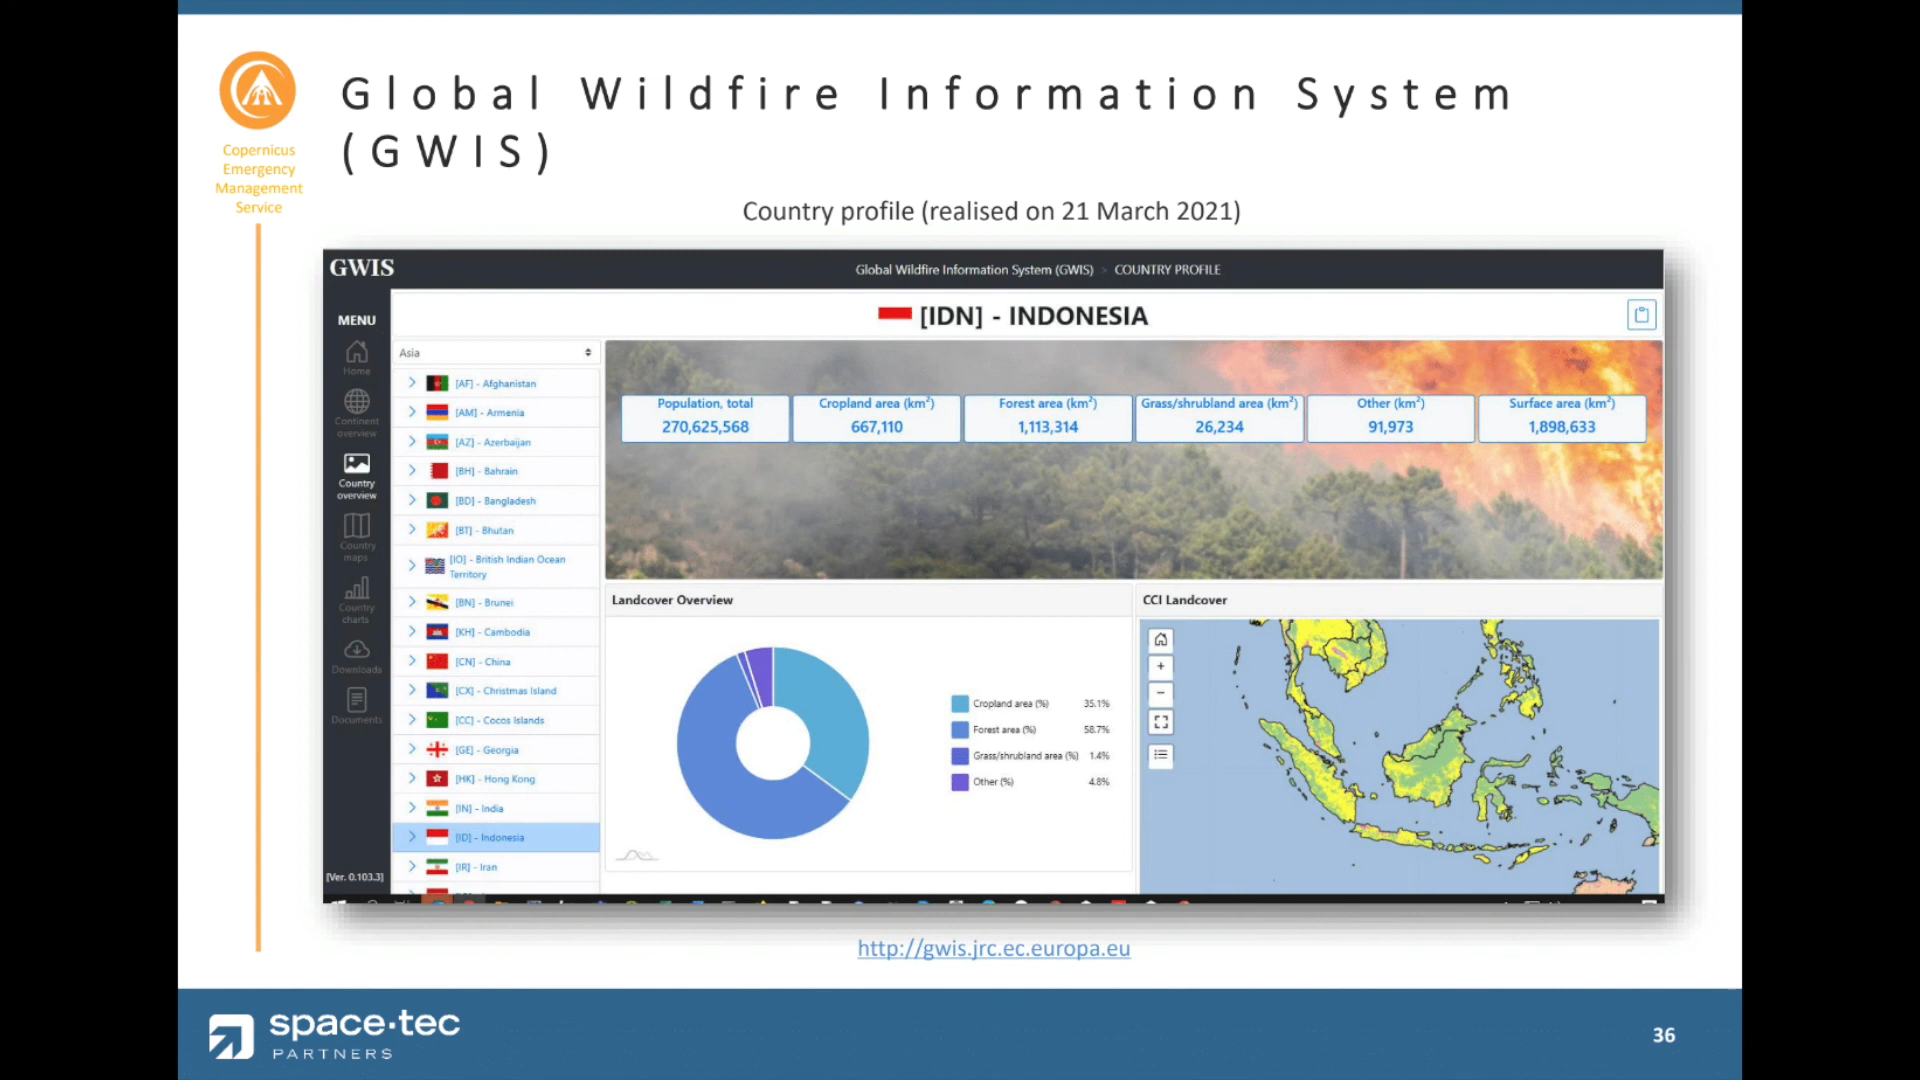 Global Wildfire Information System
(GWIS)
Copernicus
Emergency
Management
Service
Country profile (realised on 21 March 2021)
GWIS
Global Wildfire Information System (GWIS) > COUNTRY PROFILE
MENU
Home
Continent
overview
Country
overview
Country
maps
Country
charts
Downloads
Documents
[Ver. 0.103.3]
[IDN] - INDONESIA
Asia
[AF] - Afghanistan
[AM] - Armenia
[AZ] - Azerbaijan
[BH] - Bahrain
[BD] - Bangladesh
[BT] - Bhutan
[IO] - British Indian Ocean
Territory
[BN] - Brunei
[KH] - Cambodia
[CN] - China
[CX] - Christmas Island
[CC] - Cocos Islands
[GE] - Georgia
[HK] - Hong Kong
[IN] - India
[ID] - Indonesia
[IR] - Iran
Population, total
270,625,568
Cropland area (km²)
667,110
Forest area (km²)
1,113,314
Grass/shrubland area (km²)
26,234
Other (km²)
91,973
Surface area (km²)
1,898,633
Landcover Overview
Cropland area (%) 35.1%
Forest area (%) 58.7%
Grass/shrubland area (%) 1.4%
Other (%) 4.8%
CCI Landcover
http://gwis.jrc.ec.europa.eu
space·tec
PARTNERS
36